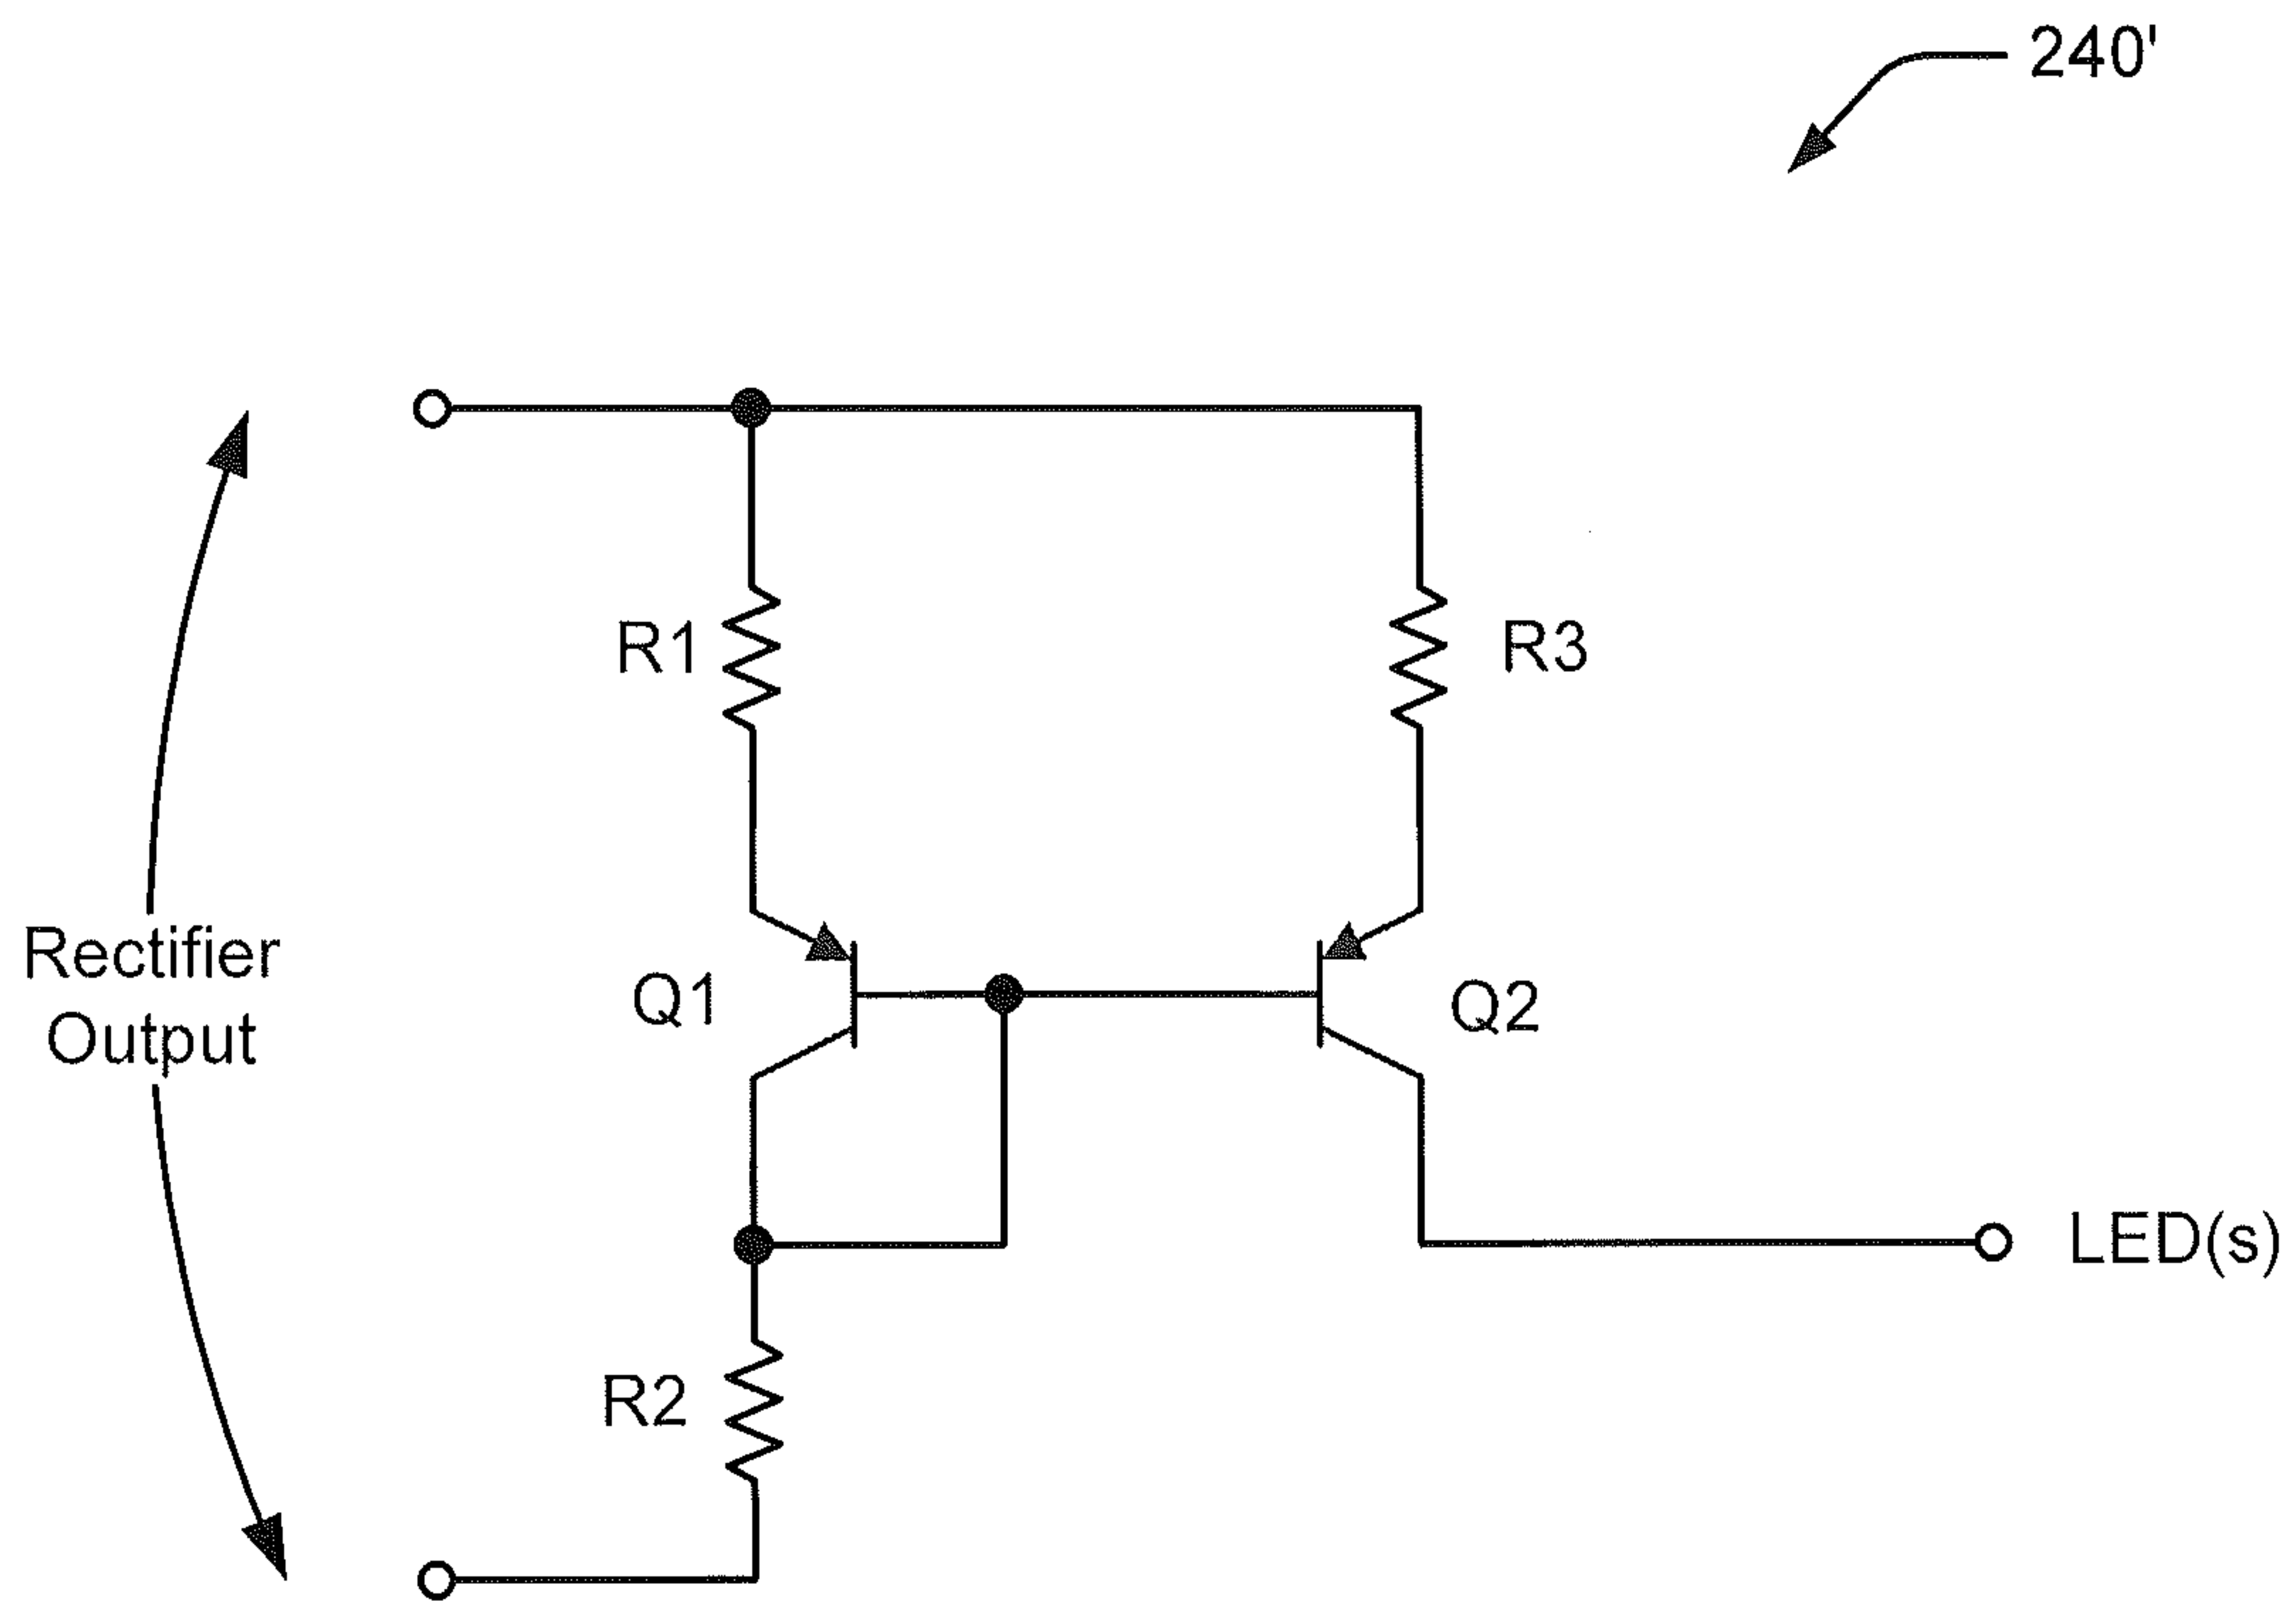 240'
R1
R3
Rectifier
Output
Q1
Q2
LED(s)
R2